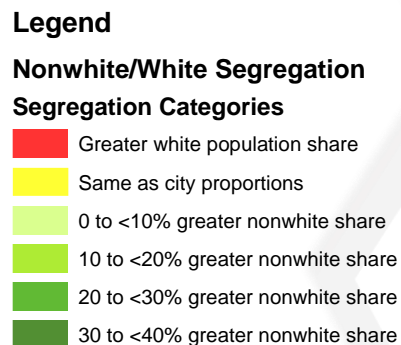 Legend
Nonwhite/White Segregation
Segregation Categories
Greater white population share
Same as city proportions
0 to <10% greater nonwhite share
10 to <20% greater nonwhite share
20 to <30% greater nonwhite share
30 to <40% greater nonwhite share